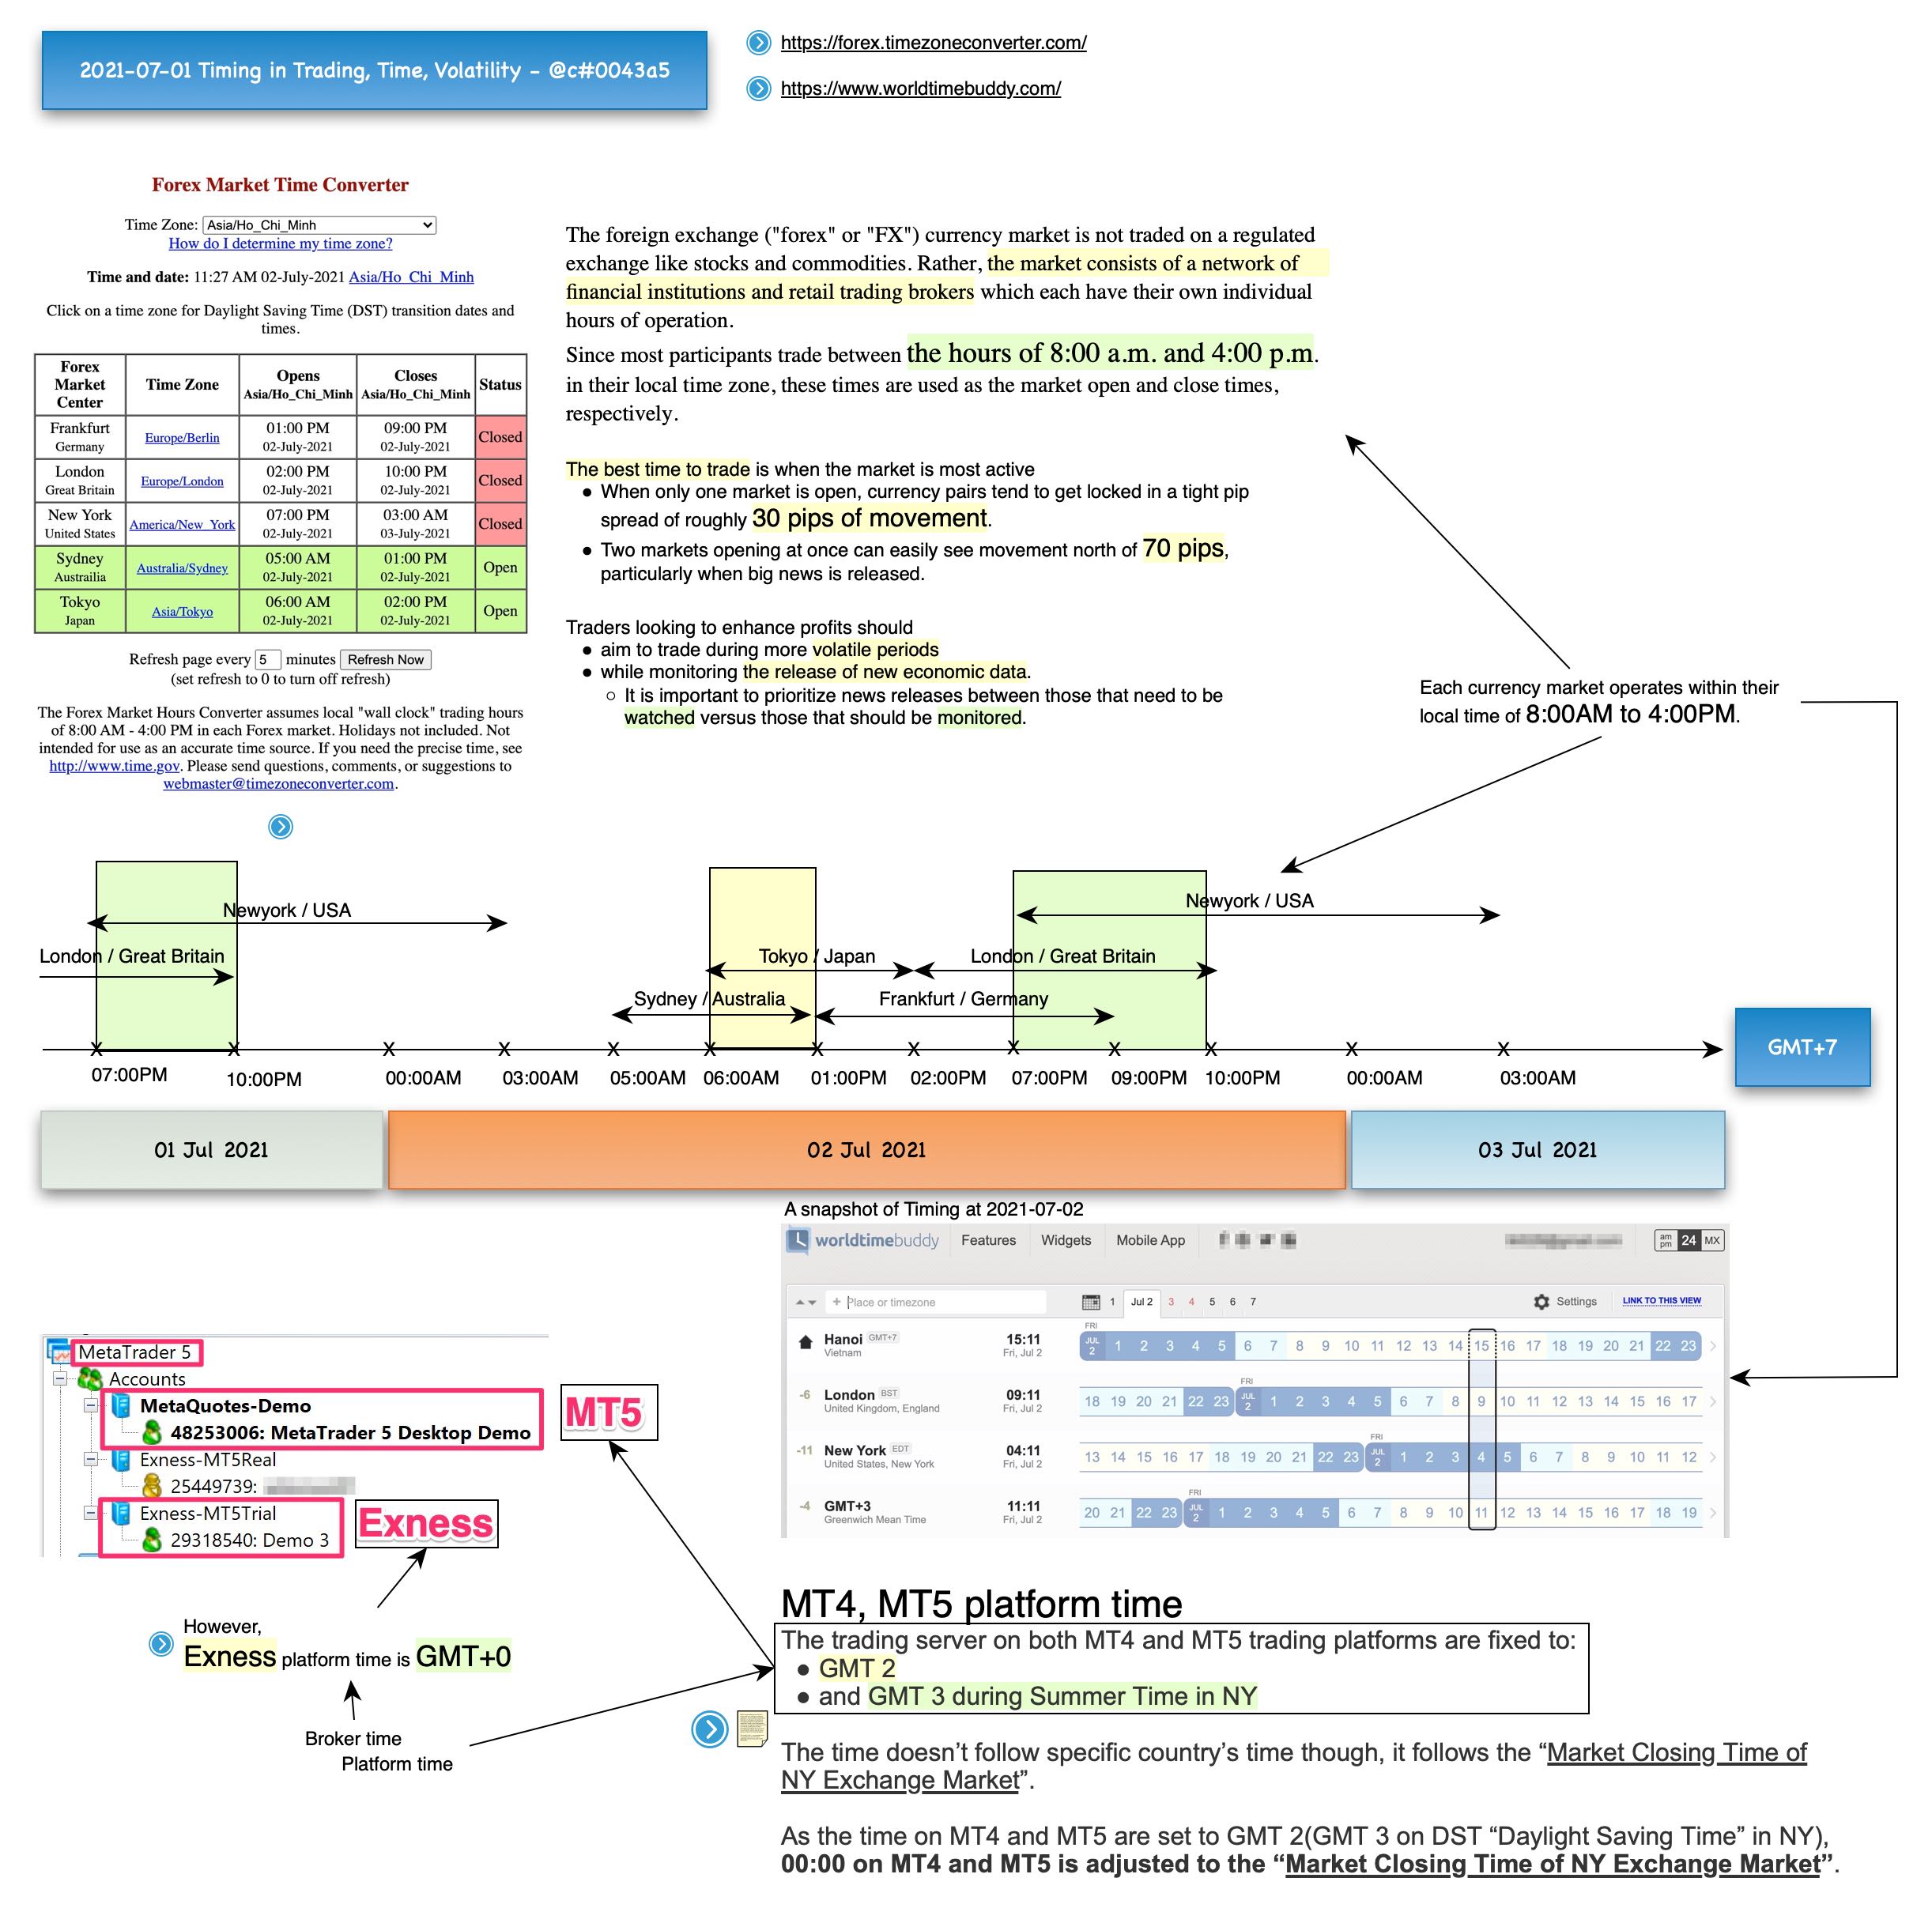 2021-07-01 Timing in Trading, Time, Volatility - @c#0043a5
https://forex.timezoneconverter.com/
https://www.worldtimebuddy.com/
Forex Market Time Converter
Time Zone: Asia/Ho_Chi_Minh
How do I determine my time zone?
Time and date: 11:27 AM 02-July-2021 Asia/Ho_Chi_Minh
Click on a time zone for Daylight Saving Time (DST) transition dates and
times.
Forex Market Center Time Zone Opens Asia/Ho_Chi_Minh Closes Asia/Ho_Chi_Minh Status
Frankfurt Germany Europe/Berlin 01:00 PM 02-July-2021 09:00 PM 02-July-2021 Closed
London Great Britain Europe/London 02:00 PM 02-July-2021 10:00 PM 02-July-2021 Closed
New York United States America/New_York 07:00 PM 02-July-2021 03:00 AM 03-July-2021 Closed
Sydney Austrailia Australia/Sydney 05:00 AM 02-July-2021 01:00 PM 02-July-2021 Open
Tokyo Japan Asia/Tokyo 06:00 AM 02-July-2021 02:00 PM 02-July-2021 Open
Refresh page every 5 minutes Refresh Now
(set refresh to 0 to turn off refresh)
The Forex Market Hours Converter assumes local "wall clock" trading hours
of 8:00 AM - 4:00 PM in each Forex market. Holidays not included. Not
intended for use as an accurate time source. If you need the precise time, see
http://www.time.gov. Please send questions, comments, or suggestions to
webmaster@timezoneconverter.com.
The foreign exchange ("forex" or "FX") currency market is not traded on a regulated
exchange like stocks and commodities. Rather, the market consists of a network of
financial institutions and retail trading brokers which each have their own individual
hours of operation.
Since most participants trade between the hours of 8:00 a.m. and 4:00 p.m.
in their local time zone, these times are used as the market open and close times,
respectively.
The best time to trade is when the market is most active
• When only one market is open, currency pairs tend to get locked in a tight pip
spread of roughly 30 pips of movement.
• Two markets opening at once can easily see movement north of 70 pips,
particularly when big news is released.
Traders looking to enhance profits should
• aim to trade during more volatile periods
• while monitoring the release of new economic data.
○ It is important to prioritize news releases between those that need to be
watched versus those that should be monitored.
Each currency market operates within their
local time of 8:00AM to 4:00PM.
Newyork / USA
London / Great Britain
Tokyo / Japan
Sydney / Australia
Newyork / USA
London / Great Britain
Frankfurt / Germany
X X X X X X X X X X X X X
07:00PM 10:00PM 00:00AM 03:00AM 05:00AM 06:00AM 01:00PM 02:00PM 07:00PM 09:00PM 10:00PM 00:00AM 03:00AM
GMT+7
01 Jul 2021 02 Jul 2021 03 Jul 2021
A snapshot of Timing at 2021-07-02
worldtimebuddy Features Widgets Mobile App am pm 24 MX
+ Place or timezone 1 Jul 2 3 4 5 6 7 Settings LINK TO THIS VIEW
FRI
Hanoi GMT+7 Vietnam 15:11 Fri, Jul 2 JUL 2 1 2 3 4 5 6 7 8 9 10 11 12 13 14 15 16 17 18 19 20 21 22 23
FRI
-6 London BST United Kingdom, England 09:11 Fri, Jul 2 18 19 20 21 22 23 JUL 2 1 2 3 4 5 6 7 8 9 10 11 12 13 14 15 16 17
FRI
-11 New York EDT United States, New York 04:11 Fri, Jul 2 13 14 15 16 17 18 19 20 21 22 23 JUL 2 1 2 3 4 5 6 7 8 9 10 11 12
FRI
-4 GMT+3 Greenwich Mean Time 11:11 Fri, Jul 2 20 21 22 23 JUL 2 1 2 3 4 5 6 7 8 9 10 11 12 13 14 15 16 17 18 19
MetaTrader 5
Accounts
MetaQuotes-Demo
48253006: MetaTrader 5 Desktop Demo
Exness-MT5Real
25449739:
Exness-MT5Trial
29318540: Demo 3
MT5
Exness
However,
Exness platform time is GMT+0
Broker time
Platform time
MT4, MT5 platform time
The trading server on both MT4 and MT5 trading platforms are fixed to:
• GMT 2
• and GMT 3 during Summer Time in NY
The time doesn’t follow specific country’s time though, it follows the “Market Closing Time of
NY Exchange Market”.
As the time on MT4 and MT5 are set to GMT 2(GMT 3 on DST “Daylight Saving Time” in NY),
00:00 on MT4 and MT5 is adjusted to the “Market Closing Time of NY Exchange Market”.